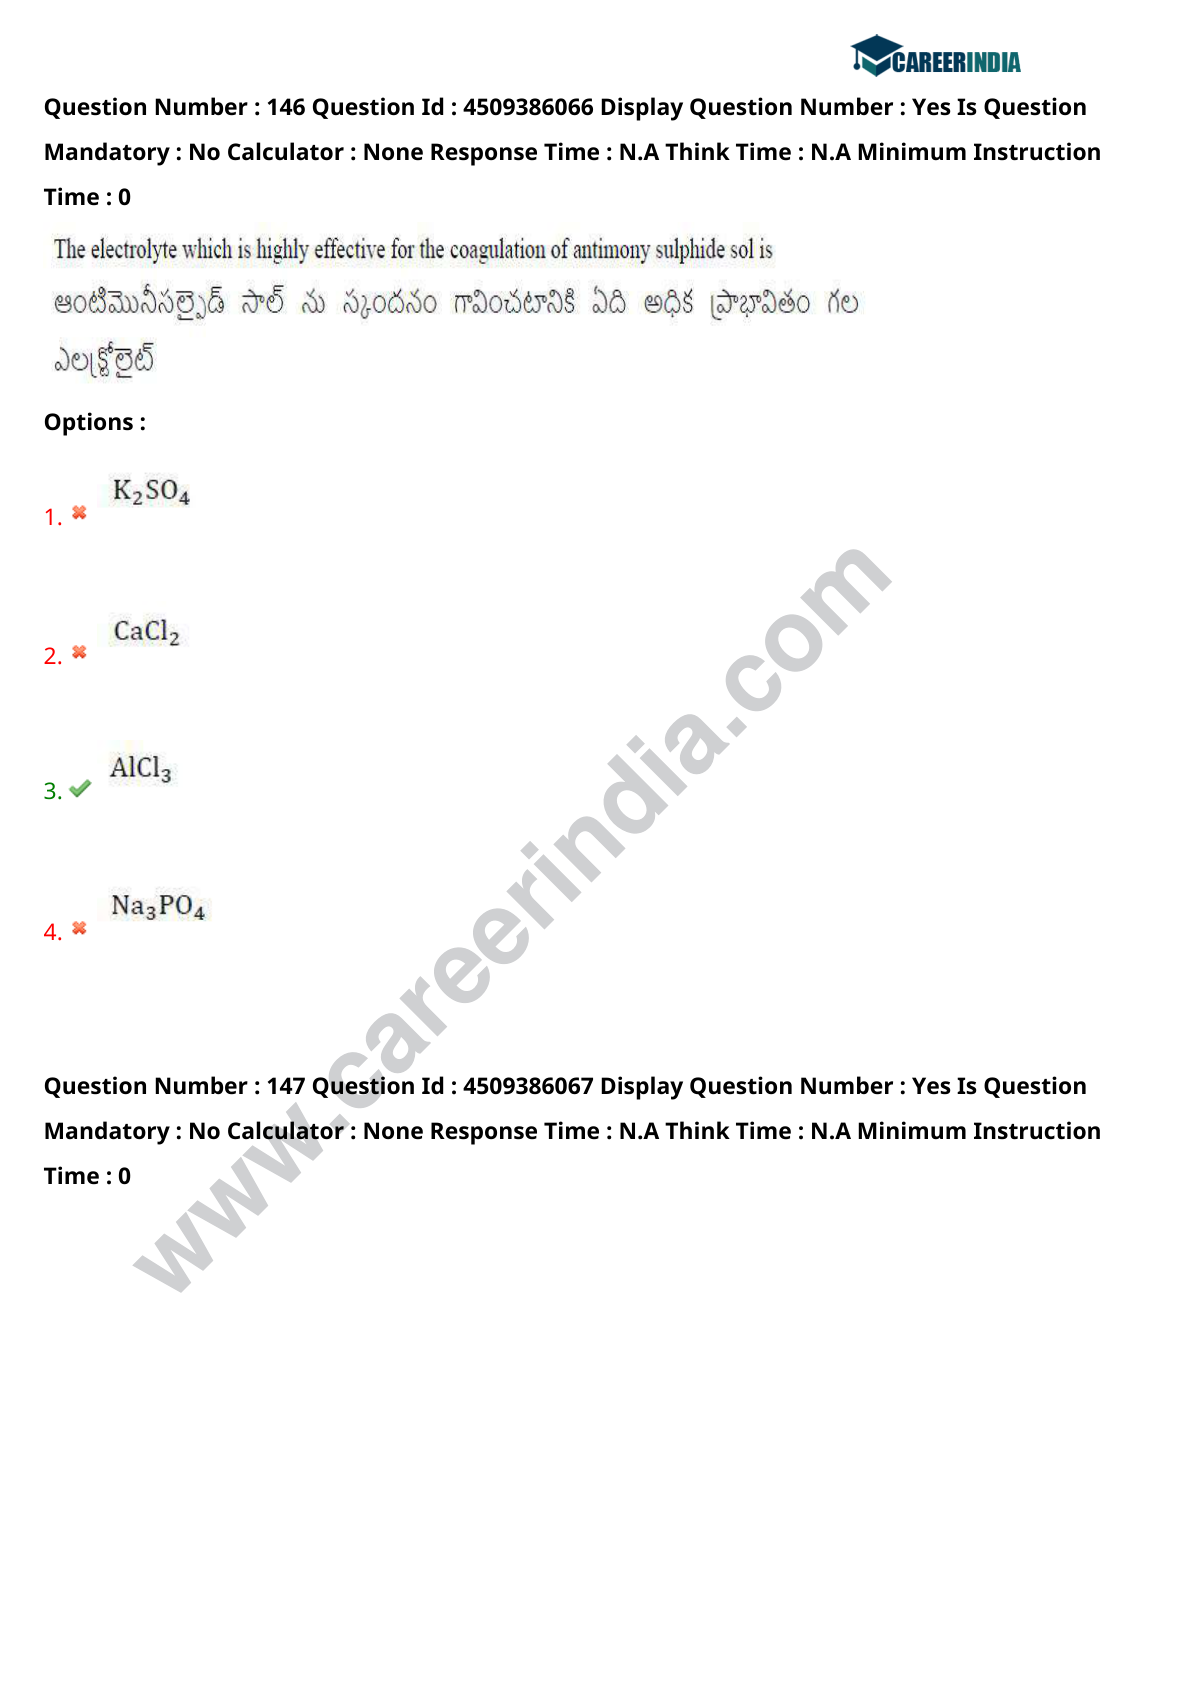 CAREERINDIA
Question Number : 146 Question Id : 4509386066 Display Question Number : Yes Is Question
Mandatory : No Calculator : None Response Time : N.A Think Time : N.A Minimum Instruction
Time : 0
The electrolyte which is highly effective for the coagulation of antimony sulphide sol is
ఆంటిమొనీసల్ఫైడ్ సాల్ ను స్కందనం గావించటానికి ఏది అధిక ప్రాభావితం గల
ఎలక్ట్రోలైట్
Options :
1. K₂SO₄
2. CaCl₂
3. AlCl₃
4. Na₃PO₄
Question Number : 147 Question Id : 4509386067 Display Question Number : Yes Is Question
Mandatory : No Calculator : None Response Time : N.A Think Time : N.A Minimum Instruction
Time : 0
www.careerindia.com